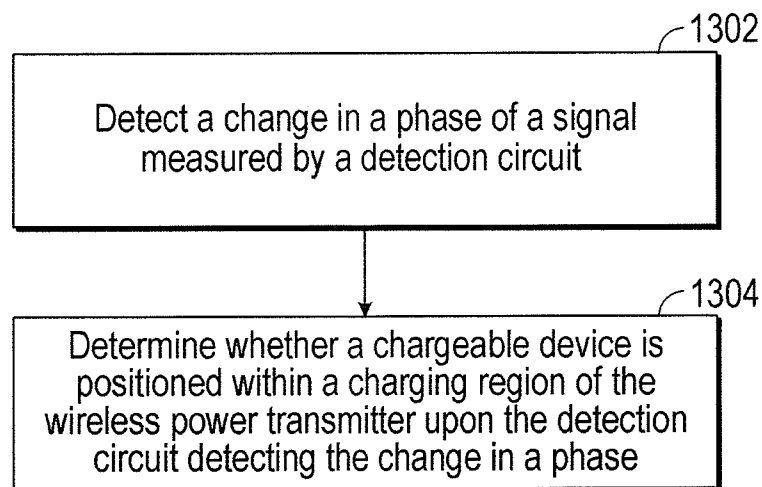 1302
Detect a change in a phase of a signal
measured by a detection circuit
1304
Determine whether a chargeable device is
positioned within a charging region of the
wireless power transmitter upon the detection
circuit detecting the change in a phase